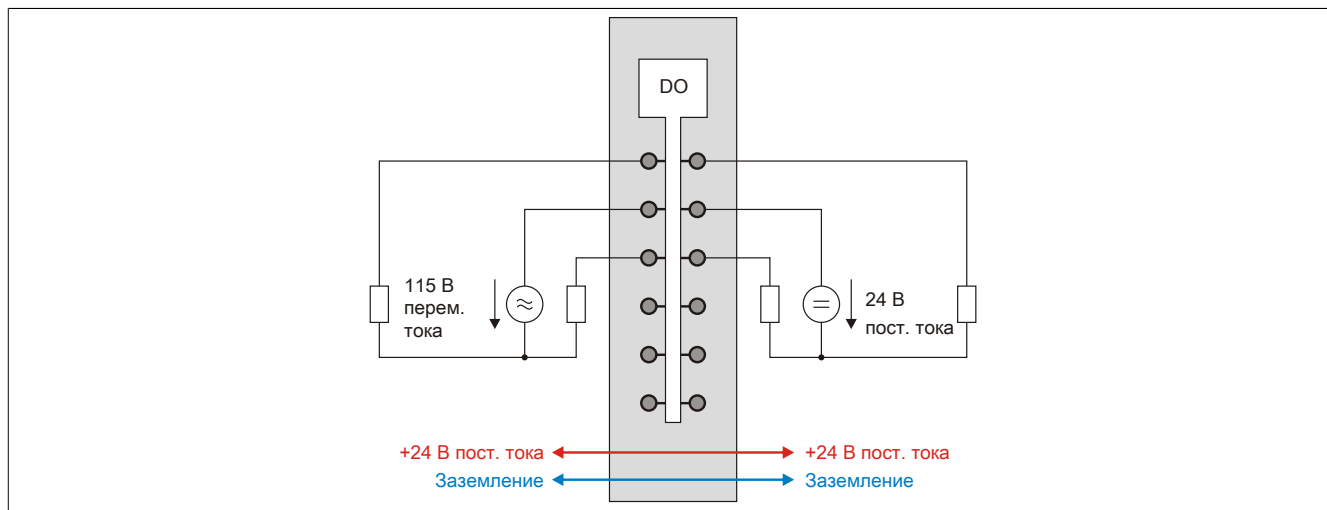 DO
115 В
перем.
тока
24 В
пост. тока
+24 В пост. тока
+24 В пост. тока
Заземление
Заземление